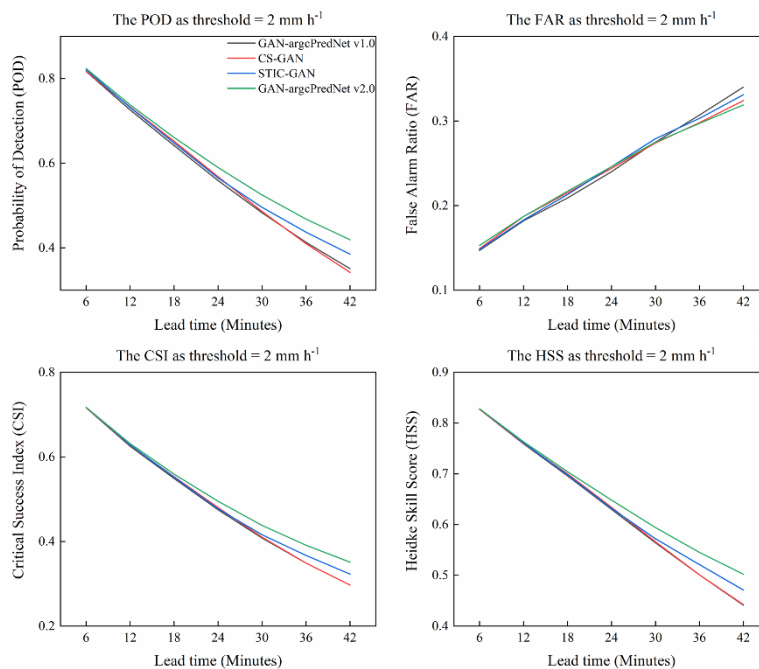 The POD as threshold = 2 mm h⁻¹
GAN-argcPredNet v1.0
CS-GAN
STIC-GAN
GAN-argcPredNet v2.0
Probability of Detection (POD)
0.8
0.6
0.4
6 12 18 24 30 36 42
Lead time (Minutes)
The FAR as threshold = 2 mm h⁻¹
False Alarm Ratio (FAR)
0.4
0.3
0.2
0.1
6 12 18 24 30 36 42
Lead time (Minutes)
The CSI as threshold = 2 mm h⁻¹
Critical Success Index (CSI)
0.8
0.6
0.4
0.2
6 12 18 24 30 36 42
Lead time (Minutes)
The HSS as threshold = 2 mm h⁻¹
Heidke Skill Score (HSS)
0.9
0.8
0.7
0.6
0.5
0.4
6 12 18 24 30 36 42
Lead time (Minutes)